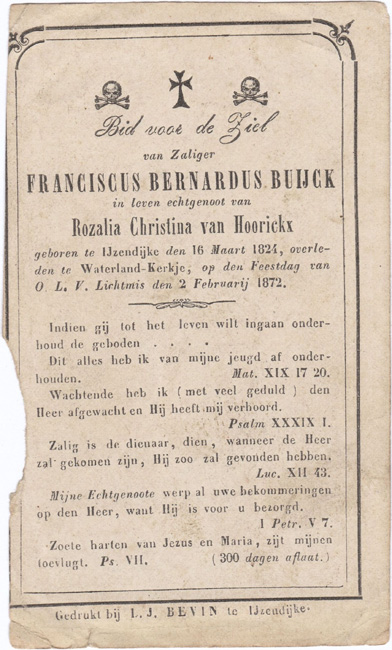 Bid voor de Ziel
van Zaliger
FRANCISCUS BERNARDUS BUIJCK
in leven echtgenoot van
Rozalia Christina van Hoorickx
geboren te IJzendijke den 16 Maart 1824, overle-
den te Waterland-Kerkje, op den Feestdag van
O. L. V. Lichtmis den 2 Februarij 1872.
Indien gij tot het leven wilt ingaan onder-
houd de geboden . . . .
Dit alles heb ik van mijne jeugd af onder-
houden. Mat. XIX 17 20.
Wachtende heb ik (met veel geduld) den
Heer afgewacht en Hij heeft mij verhoord.
Psalm XXXIX 1.
Zalig is de dienaar, dien, wanneer de Heer
zal gekomen zijn, Hij zoo zal gevonden hebben.
Luc. XII 43.
Mijne Echtgenoote werp al uwe bekommeringen
op den Heer, want Hij is voor u bezorgd.
1 Petr. V 7.
Zoete harten van Jezus en Maria, zijt mijnen
toevlugt. Ps. VII. (300 dagen aflaat.)
Gedrukt bij L. J. BEVIN te IJzendijke.